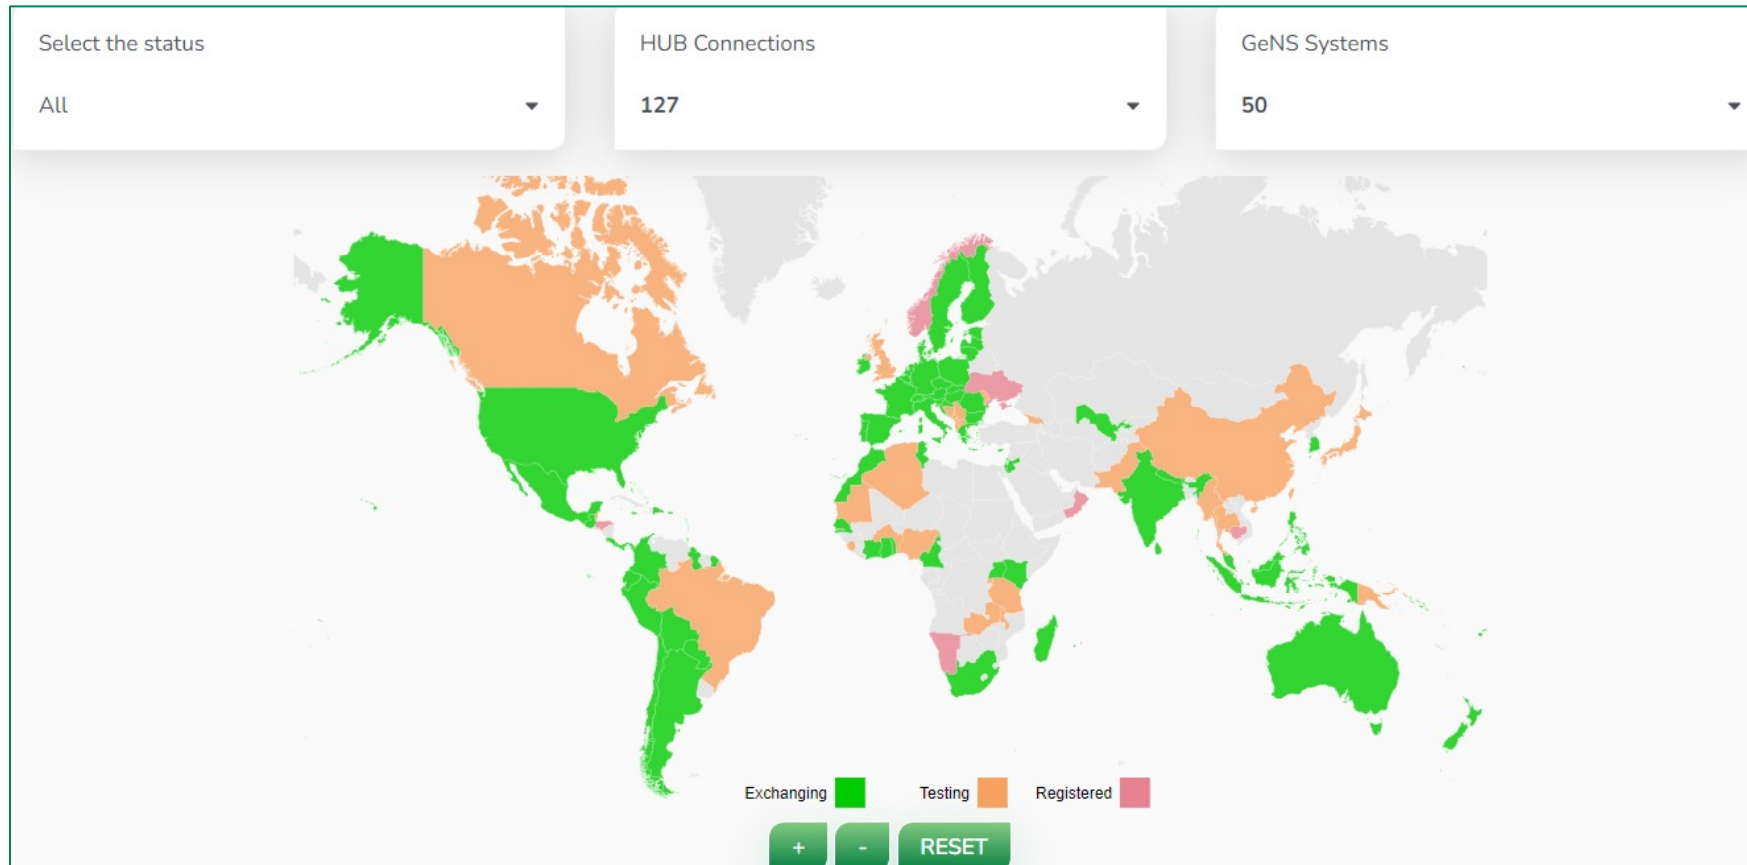 Select the status
HUB Connections
GeNS Systems
All
127
50
Exchanging
Testing
Registered
+
-
RESET